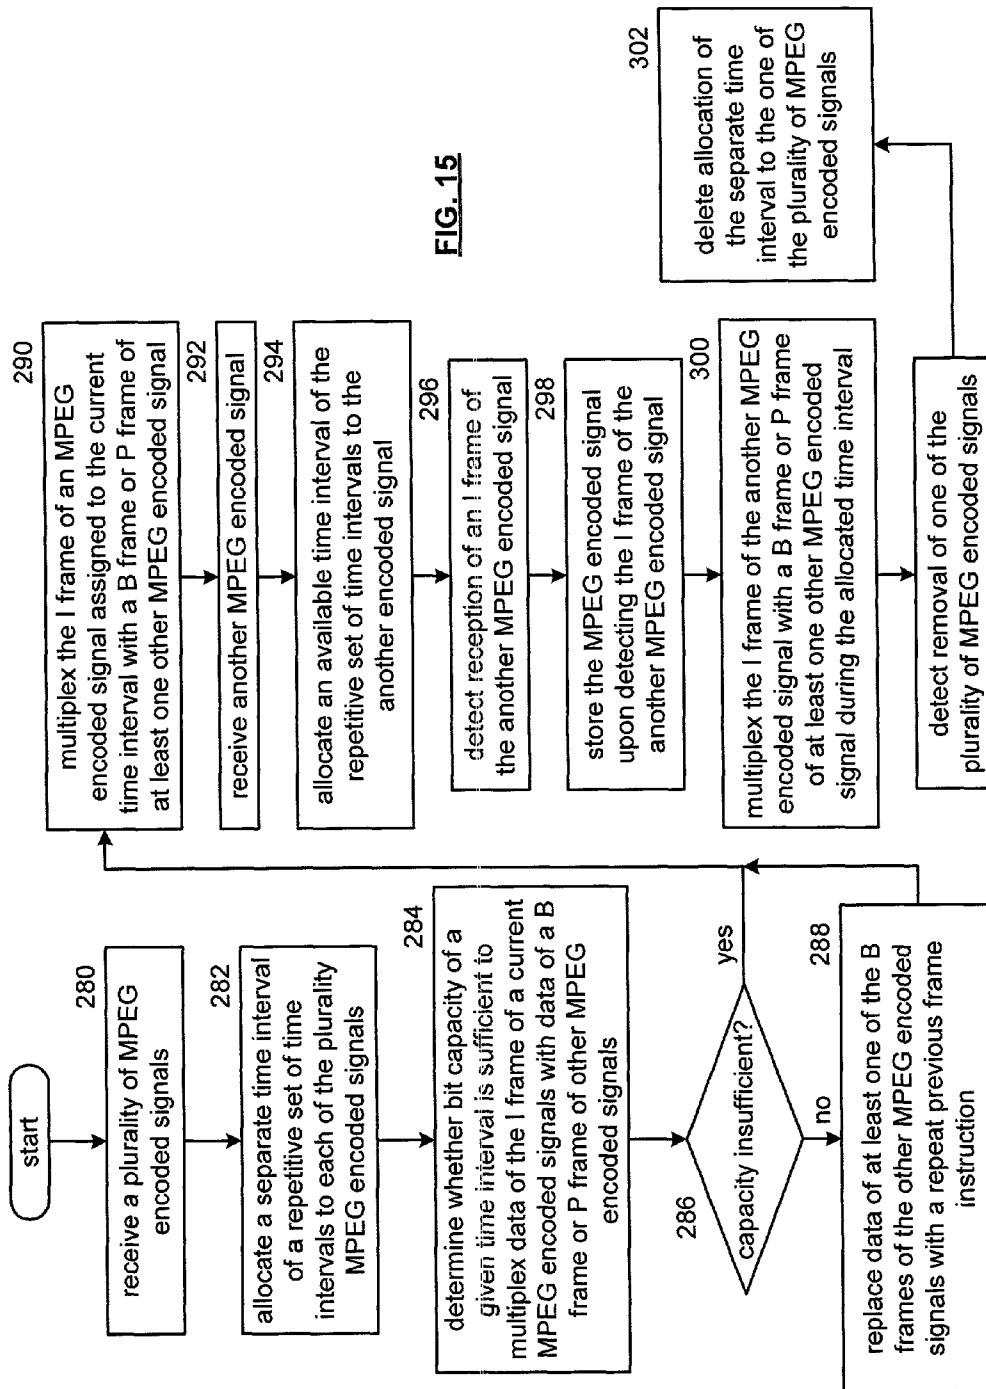 start
280
receive a plurality of MPEG
encoded signals
282
allocate a separate time interval
of a repetitive set of time
intervals to each of the plurality
MPEG encoded signals
284
determine whether bit capacity of a
given time interval is sufficient to
multiplex data of the I frame of a current
MPEG encoded signals with data of a B
frame or P frame of other MPEG
encoded signals
286
capacity insufficient?
yes
no
288
replace data of at least one of the B
frames of the other MPEG encoded
signals with a repeat previous frame
instruction
290
multiplex the I frame of an MPEG
encoded signal assigned to the current
time interval with a B frame or P frame of
at least one other MPEG encoded signal
292
receive another MPEG encoded signal
294
allocate an available time interval of the
repetitive set of time intervals to the
another encoded signal
296
detect reception of an I frame of
the another MPEG encoded signal
298
store the MPEG encoded signal
upon detecting the I frame of the
another MPEG encoded signal
300
multiplex the I frame of the another MPEG
encoded signal with a B frame or P frame
of at least one other MPEG encoded
signal during the allocated time interval
detect removal of one of the
plurality of MPEG encoded signals
302
delete allocation of
the separate time
interval to the one of
the plurality of MPEG
encoded signals
FIG. 15